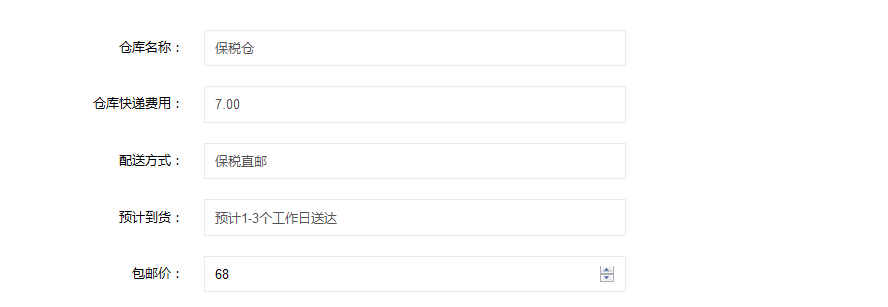 仓库名称： 保税仓
仓库快递费用： 7.00
配送方式： 保税直邮
预计到货： 预计1-3个工作日送达
包邮价： 68